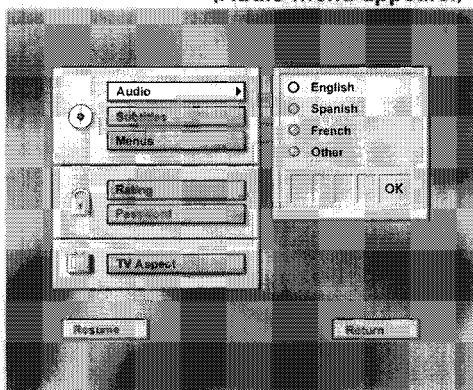 (Audio menu appears.)
Audio
Subtitles
Menus
Rating
Password
TV Aspect
English
Spanish
French
Other
OK
Resume
Return